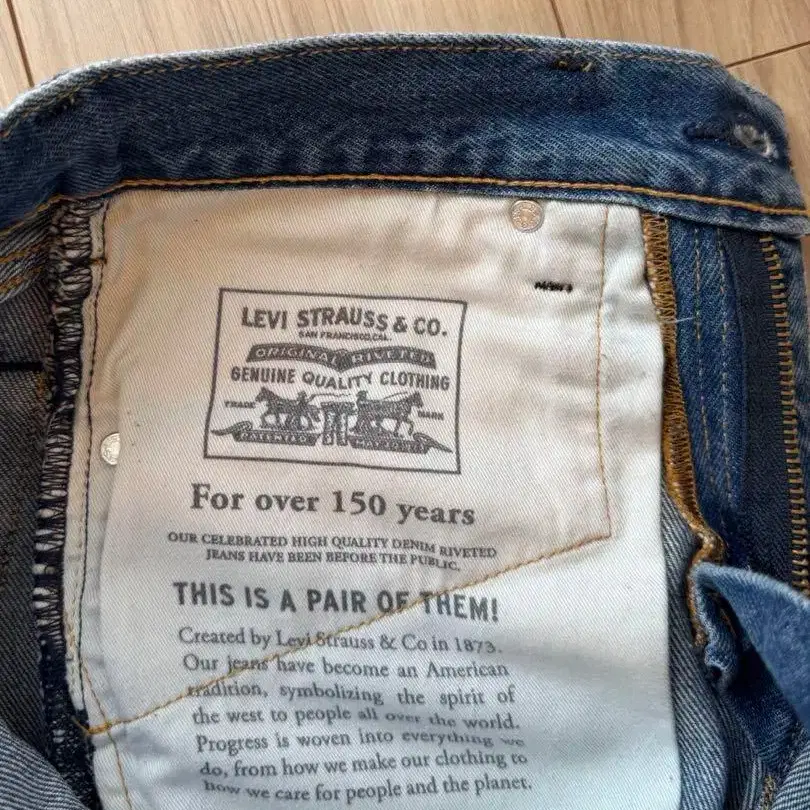 LEVI STRAUSS & CO.
SAN FRANCISCO, CAL.
ORIGINAL RIVETED
GENUINE QUALITY CLOTHING
TRADE MARK
PATENTED
For over 150 years
OUR CELEBRATED HIGH QUALITY DENIM RIVETED
JEANS HAVE BEEN BEFORE THE PUBLIC.
THIS IS A PAIR OF THEM!
Created by Levi Strauss & Co in 1873.
Our jeans have become an American
tradition, symbolizing the spirit of
the west to people all over the world.
Progress is woven into everything we
do, from how we make our clothing to
how we care for people and the planet.